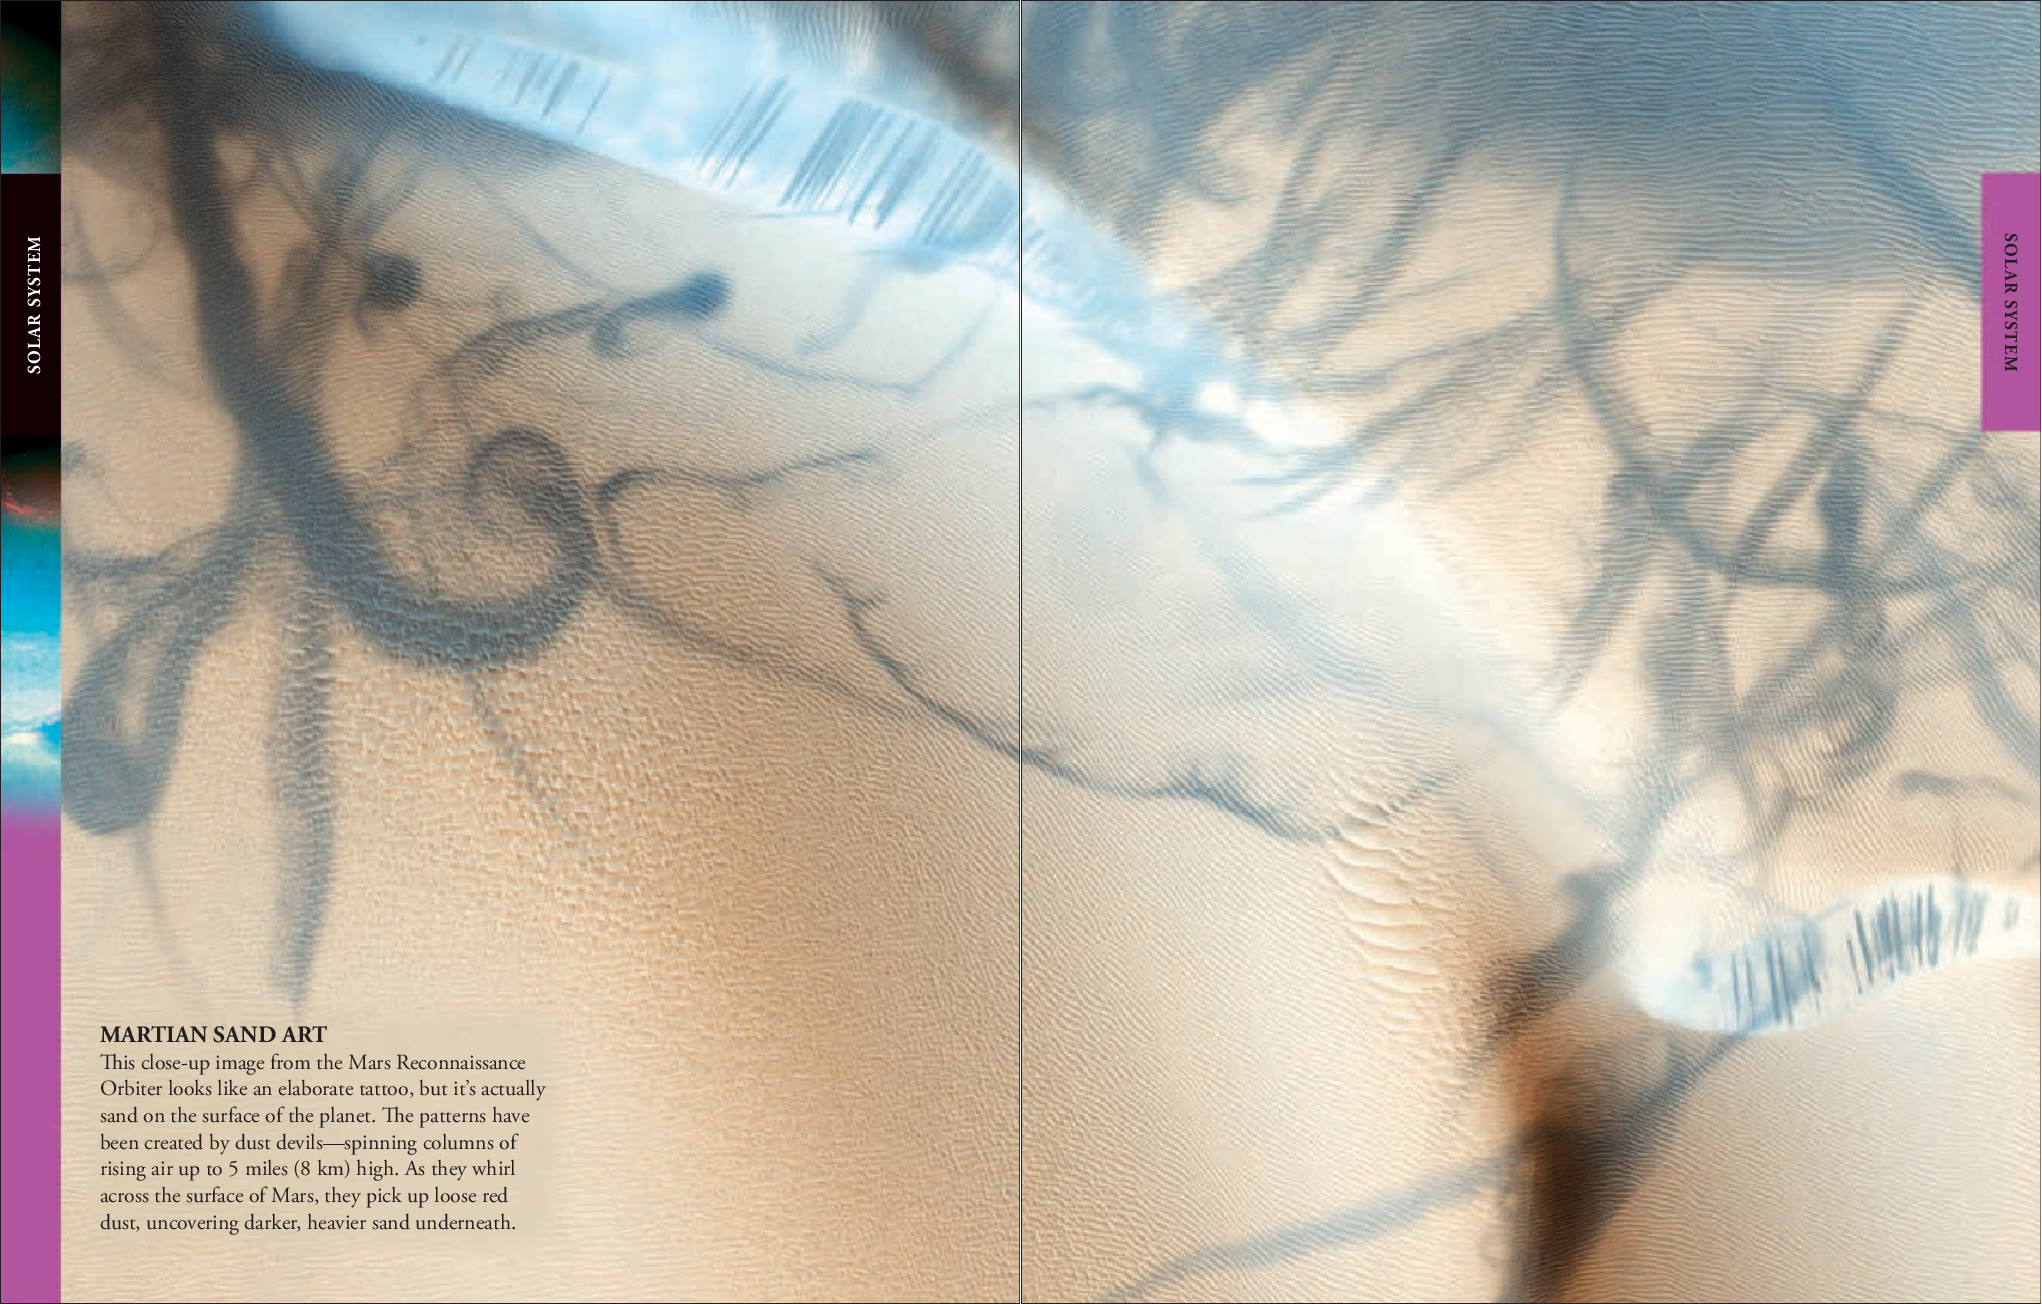 SOLAR SYSTEM
MARTIAN SAND ART
This close-up image from the Mars Reconnaissance
Orbiter looks like an elaborate tattoo, but it’s actually
sand on the surface of the planet. The patterns have
been created by dust devils—spinning columns of
rising air up to 5 miles (8 km) high. As they whirl
across the surface of Mars, they pick up loose red
dust, uncovering darker, heavier sand underneath.
SOLAR SYSTEM